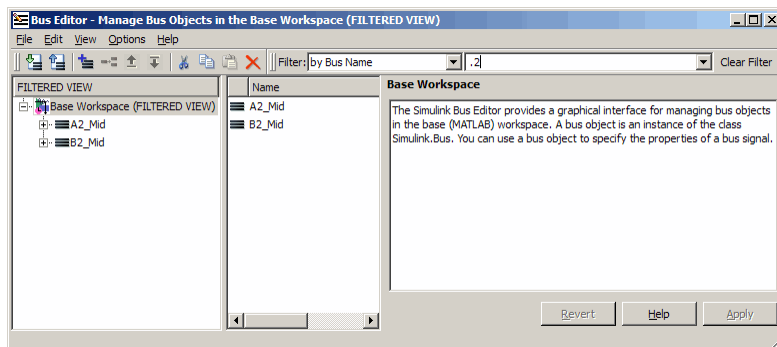 Bus Editor - Manage Bus Objects in the Base Workspace (FILTERED VIEW)
File Edit View Options Help
Filter: by Bus Name .2 Clear Filter
FILTERED VIEW
Base Workspace (FILTERED VIEW)
A2_Mid
B2_Mid
Name
A2_Mid
B2_Mid
Base Workspace
The Simulink Bus Editor provides a graphical interface for managing bus objects
in the base (MATLAB) workspace. A bus object is an instance of the class
Simulink.Bus. You can use a bus object to specify the properties of a bus signal.
Revert Help Apply